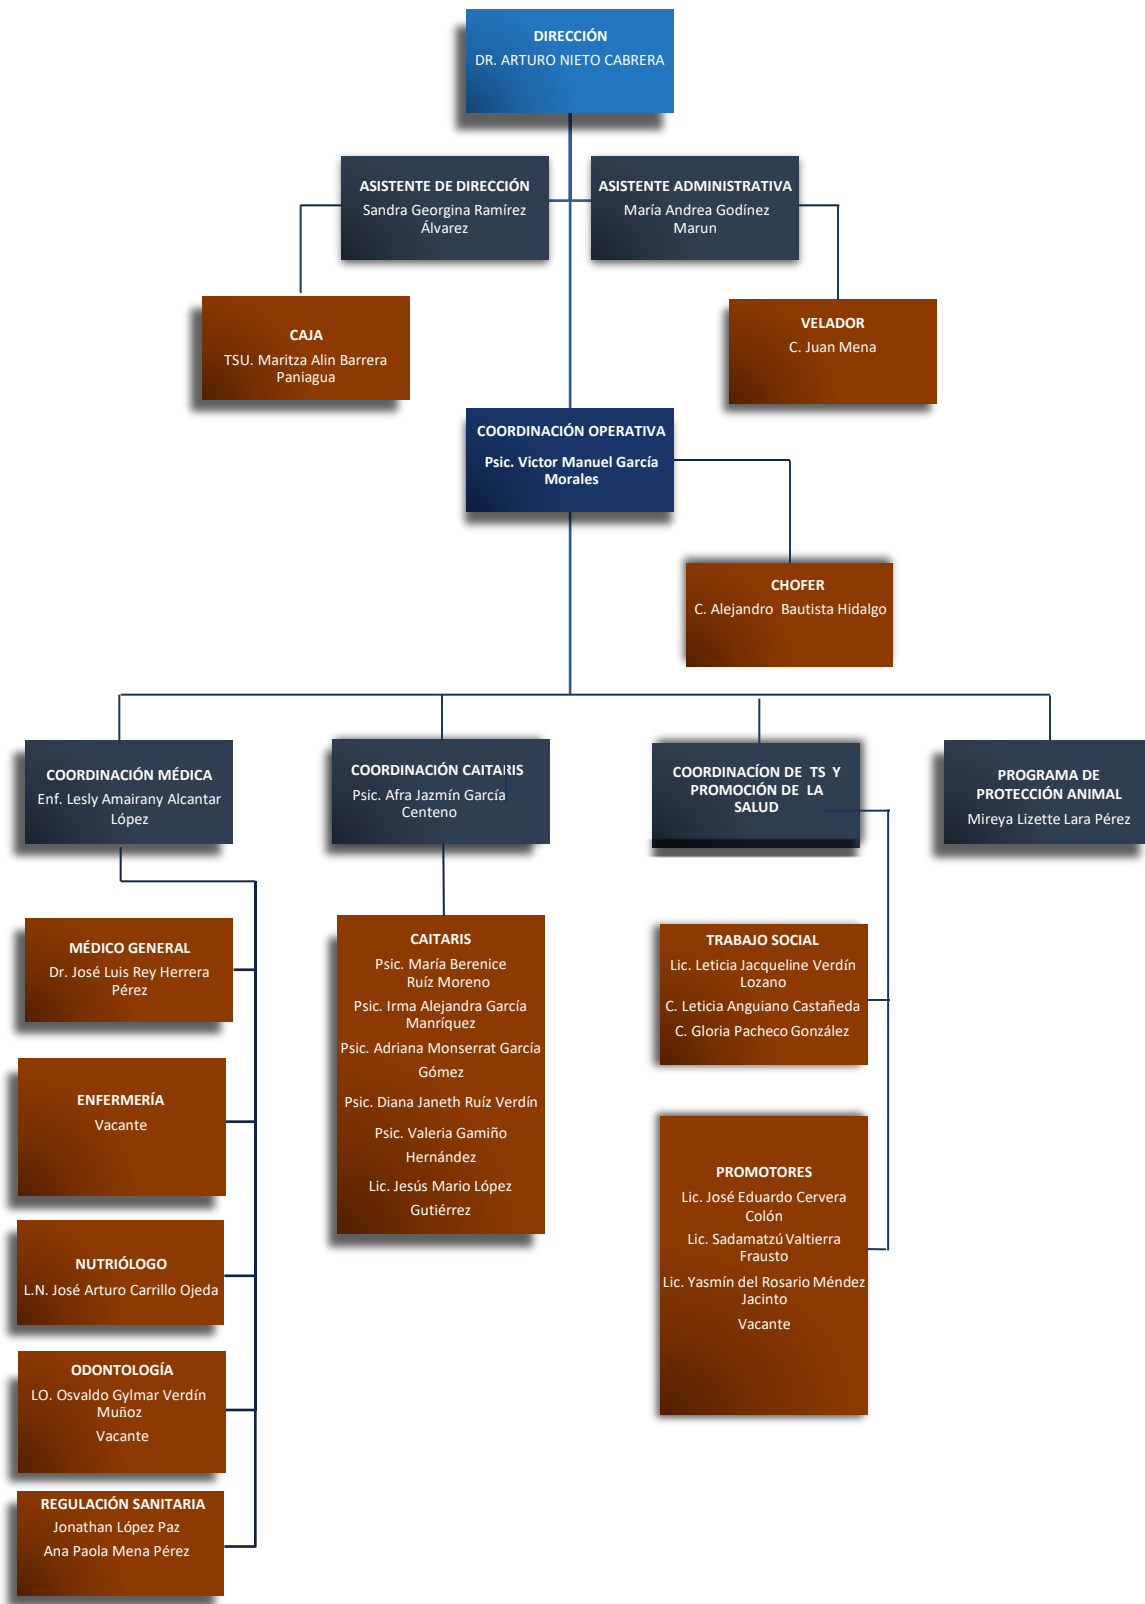 DIRECCIÓN
DR. ARTURO NIETO CABRERA
ASISTENTE DE DIRECCIÓN
Sandra Georgina Ramírez
Álvarez
ASISTENTE ADMINISTRATIVA
María Andrea Godínez
Marun
CAJA
TSU. Maritza Alin Barrera
Paniagua
VELADOR
C. Juan Mena
COORDINACIÓN OPERATIVA
Psic. Victor Manuel García
Morales
CHOFER
C. Alejandro Bautista Hidalgo
COORDINACIÓN MÉDICA
Enf. Lesly Amairany Alcantar
López
COORDINACIÓN CAITARIS
Psic. Afra Jazmín García
Centeno
COORDINACÍON DE TS Y
PROMOCIÓN DE LA
SALUD
PROGRAMA DE
PROTECCIÓN ANIMAL
Mireya Lizette Lara Pérez
MÉDICO GENERAL
Dr. José Luis Rey Herrera
Pérez
ENFERMERÍA
Vacante
NUTRIÓLOGO
L.N. José Arturo Carrillo Ojeda
ODONTOLOGÍA
LO. Osvaldo Gylmar Verdín
Muñoz
Vacante
REGULACIÓN SANITARIA
Jonathan López Paz
Ana Paola Mena Pérez
CAITARIS
Psic. María Berenice
Ruíz Moreno
Psic. Irma Alejandra García
Manríquez
Psic. Adriana Monserrat García
Gómez
Psic. Diana Janeth Ruíz Verdín
Psic. Valeria Gamiño
Hernández
Lic. Jesús Mario López
Gutiérrez
TRABAJO SOCIAL
Lic. Leticia Jacqueline Verdín
Lozano
C. Leticia Anguiano Castañeda
C. Gloria Pacheco González
PROMOTORES
Lic. José Eduardo Cervera
Colón
Lic. Sadamatzú Valtierra
Frausto
Lic. Yasmín del Rosario Méndez
Jacinto
Vacante